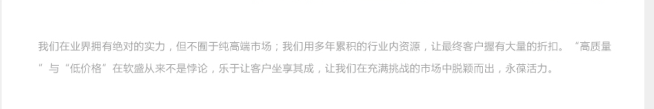 我们在业界拥有绝对的实力，但不囿于纯高端市场；我们用多年累积的行业内资源，让最终客户握有大量的折扣。“高质量
”与“低价格”在软盛从来不是悖论，乐于让客户坐享其成，让我们在充满挑战的市场中脱颖而出，永葆活力。